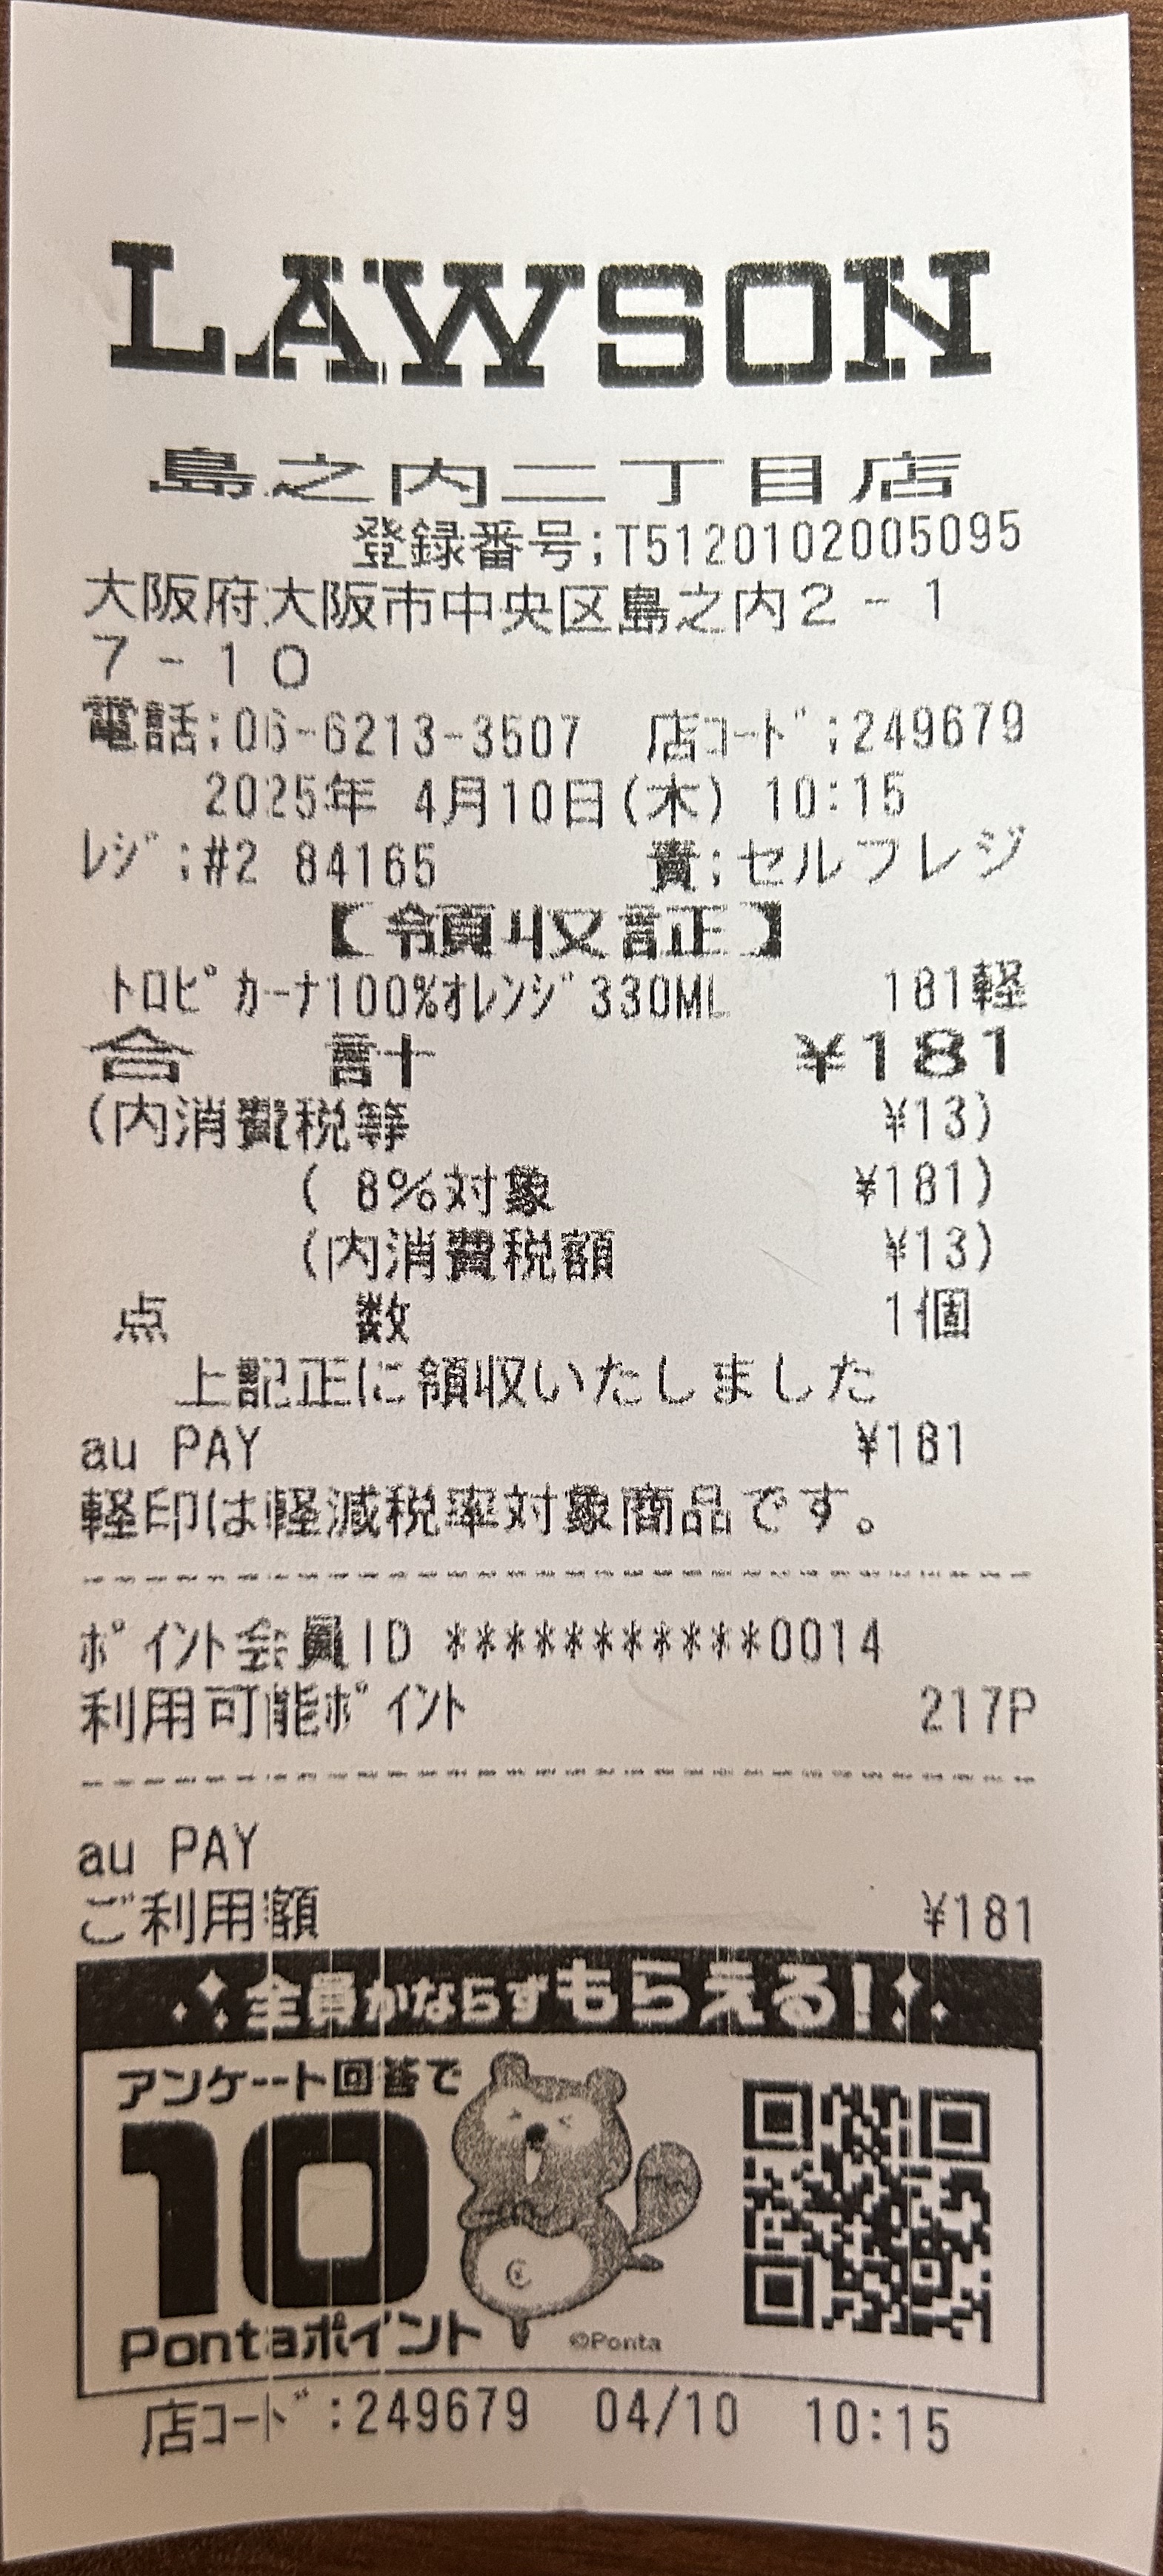 LAWSON
島之内二丁目店
登録番号;T5120102005095
大阪府大阪市中央区島之内2-1
7-10
電話;06-6213-3507 店ｺｰﾄﾞ;249679
2025年 4月10日(木) 10:15
ﾚｼﾞ;#2 84165 責;セルフレジ
【領収証】
ﾄﾛﾋﾟｶｰﾅ100%ｵﾚﾝｼﾞ330ML 181軽
合 計 ¥181
(内消費税等 ¥13)
( 8%対象 ¥181)
(内消費税額 ¥13)
点 数 1個
上記正に領収いたしました
au PAY ¥181
軽印は軽減税率対象商品です。
ﾎﾟｲﾝﾄ会員ID ***********0014
利用可能ﾎﾟｲﾝﾄ 217P
au PAY
ご利用額 ¥181
全員かならずもらえる!
アンケート回答で
10
Pontaポイント
©Ponta
店ｺｰﾄﾞ:249679 04/10 10:15